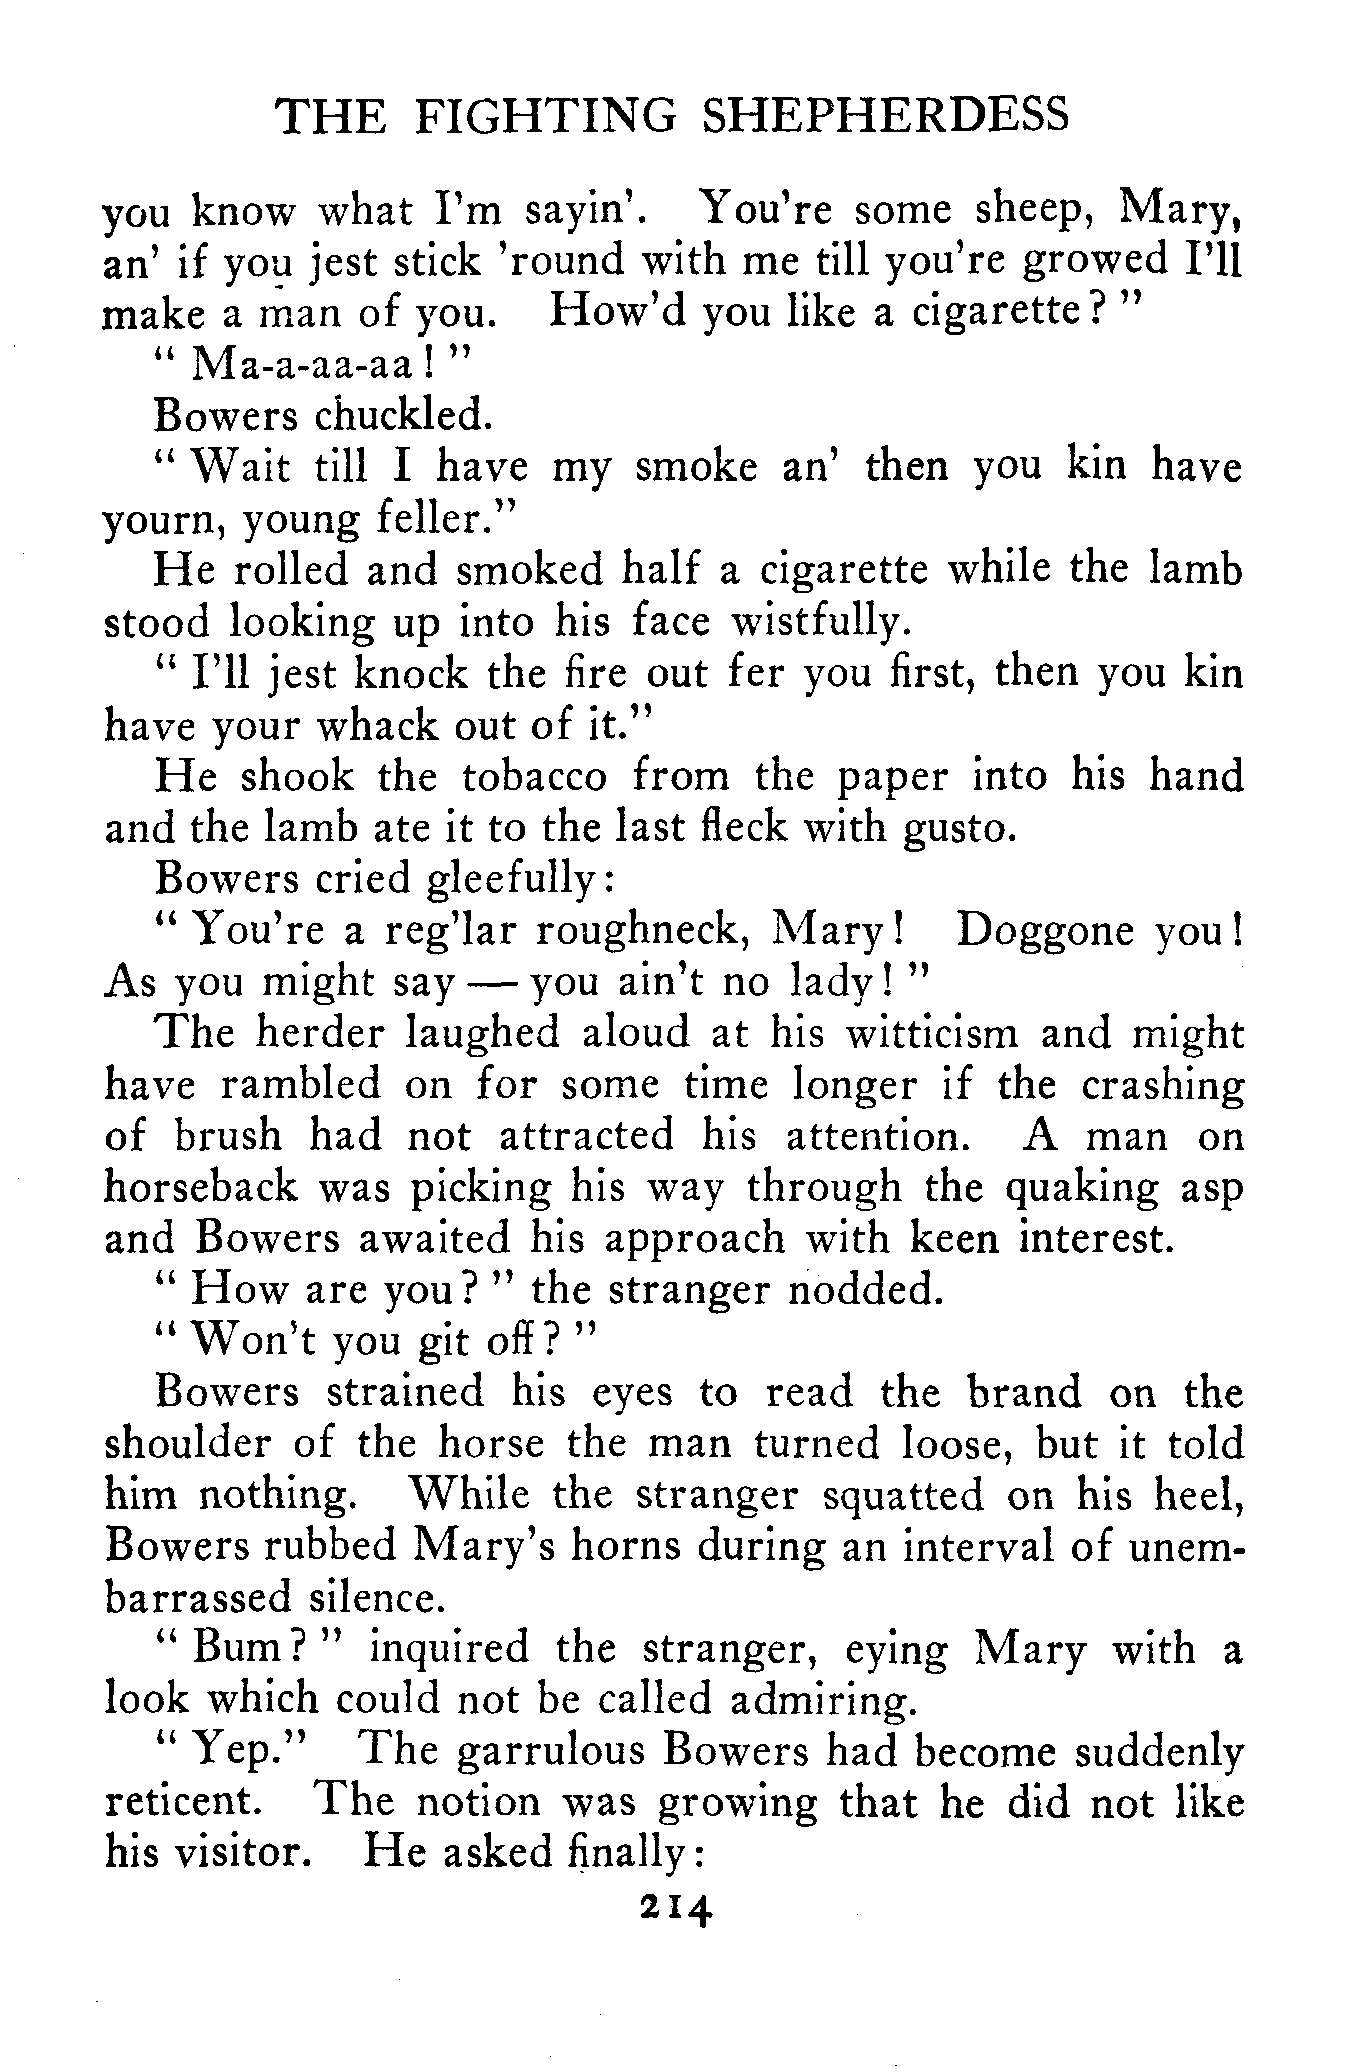 THE FIGHTING SHEPHERDESS
you know what I'm sayin'. You're some sheep, Mary,
an' if you jest stick 'round with me till you're growed I'll
make a man of you. How'd you like a cigarette? "
" Ma-a-aa-aa! "
Bowers chuckled.
" Wait till I have my smoke an' then you kin have
yourn, young feller."
He rolled and smoked half a cigarette while the lamb
stood looking up into his face wistfully.
" I'll jest knock the fire out fer you first, then you kin
have your whack out of it."
He shook the tobacco from the paper into his hand
and the lamb ate it to the last fleck with gusto.
Bowers cried gleefully:
" You're a reg'lar roughneck, Mary! Doggone you!
As you might say — you ain't no lady! "
The herder laughed aloud at his witticism and might
have rambled on for some time longer if the crashing
of brush had not attracted his attention. A man on
horseback was picking his way through the quaking asp
and Bowers awaited his approach with keen interest.
" How are you? " the stranger nodded.
" Won't you git off? "
Bowers strained his eyes to read the brand on the
shoulder of the horse the man turned loose, but it told
him nothing. While the stranger squatted on his heel,
Bowers rubbed Mary's horns during an interval of unem-
barrassed silence.
" Bum? " inquired the stranger, eying Mary with a
look which could not be called admiring.
" Yep." The garrulous Bowers had become suddenly
reticent. The notion was growing that he did not like
his visitor. He asked finally:
214